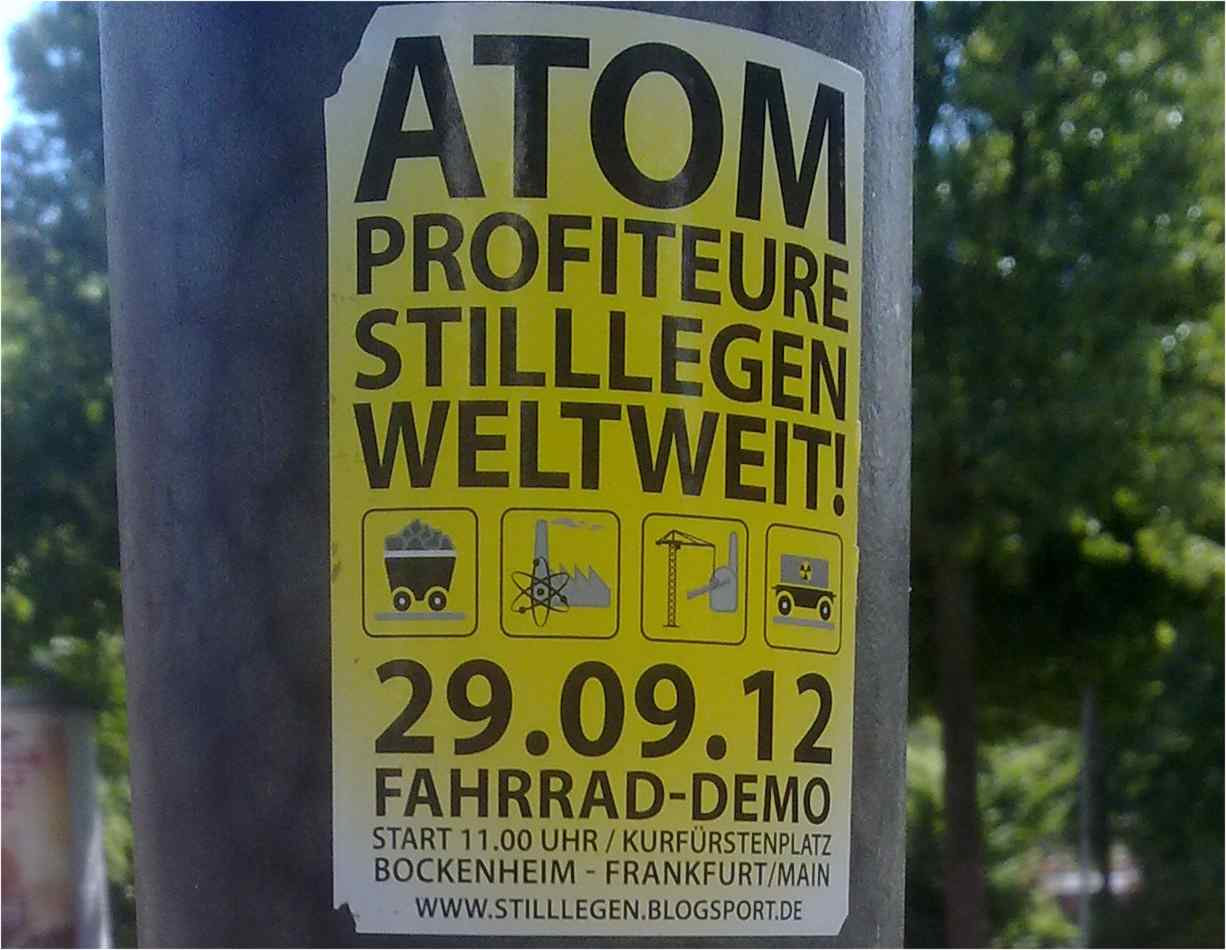 ATOM
PROFITEURE
STILLLEGEN
WELTWEIT!
29.09.12
FAHRRAD-DEMO
START 11.00 UHR / KURFÜRSTENPLATZ
BOCKENHEIM - FRANKFURT/MAIN
WWW.STILLLEGEN.BLOGSPORT.DE